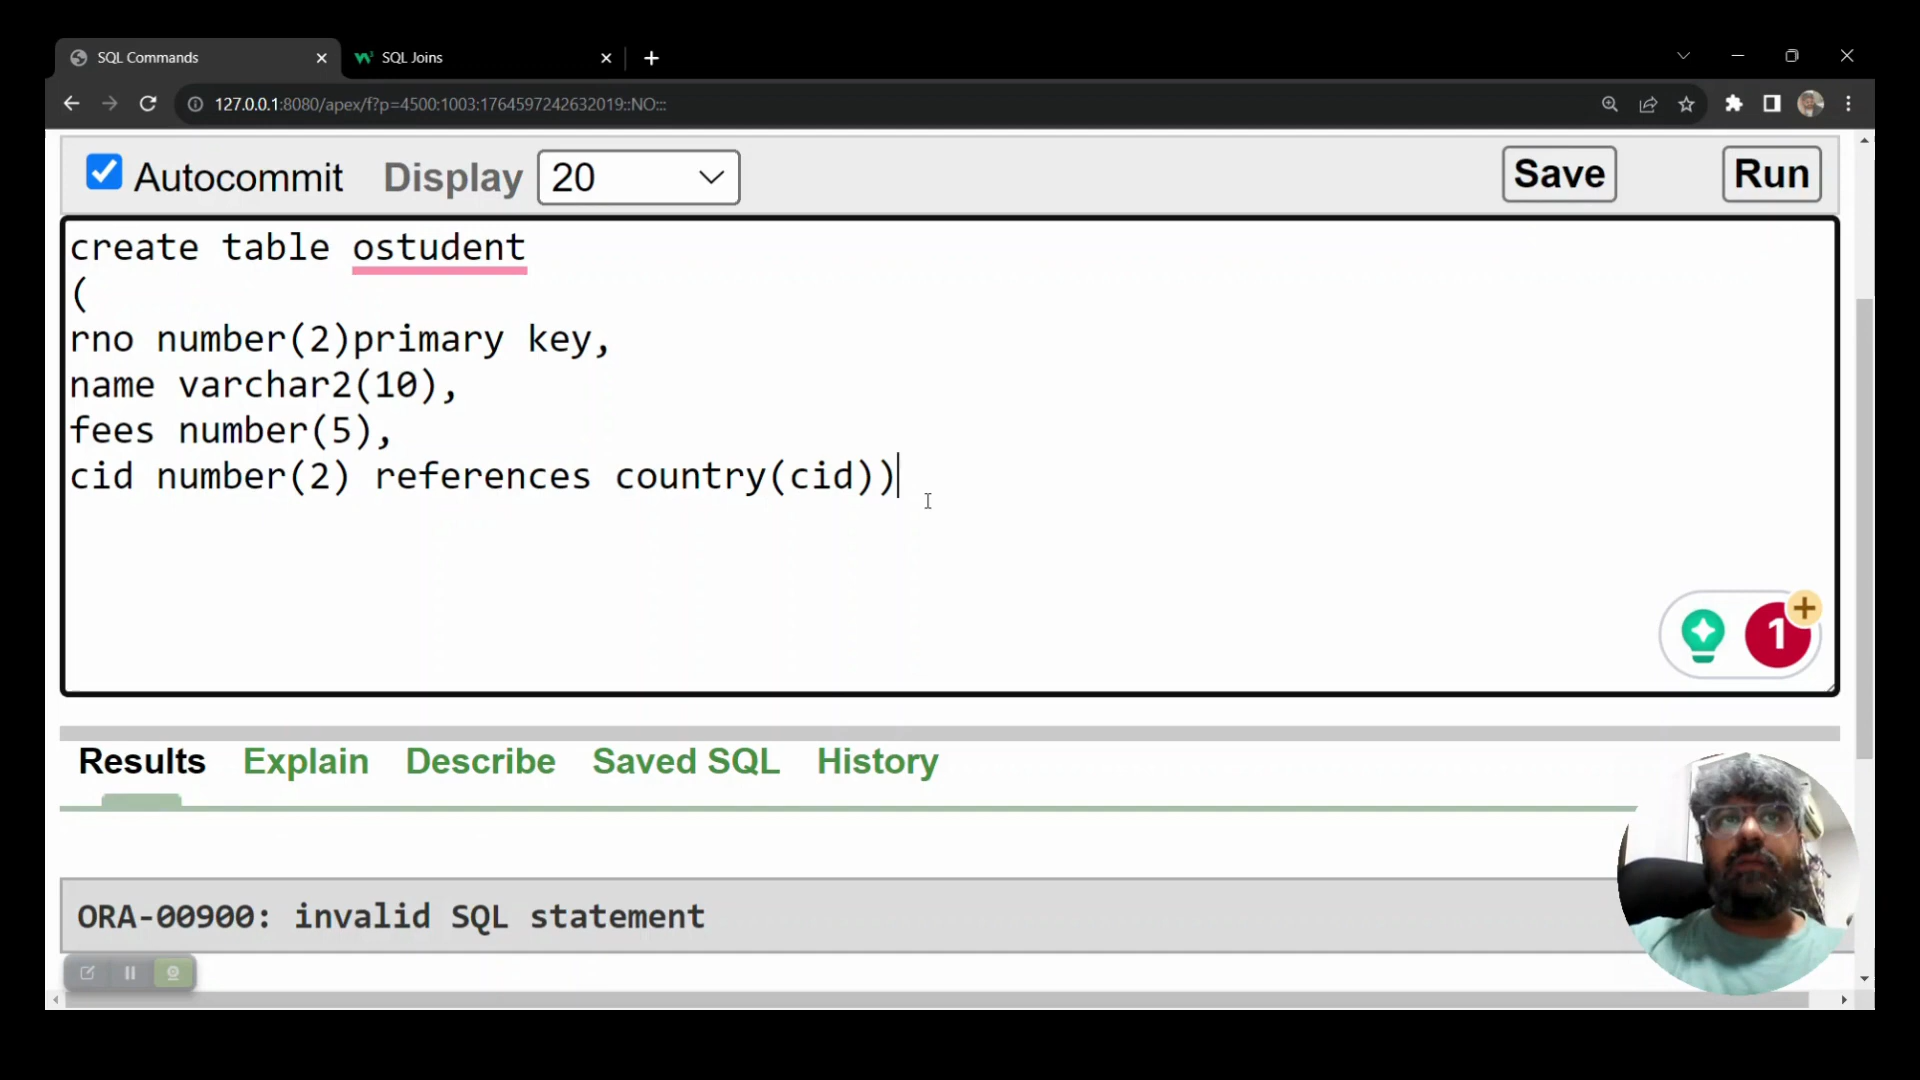 SQL Commands
SQL Joins
127.0.0.1:8080/apex/f?p=4500:1003:1764597242632019::NO:::
Autocommit Display 20 Save Run
create table ostudent
(
rno number(2)primary key,
name varchar2(10),
fees number(5),
cid number(2) references country(cid))
1
Results Explain Describe Saved SQL History
ORA-00900: invalid SQL statement